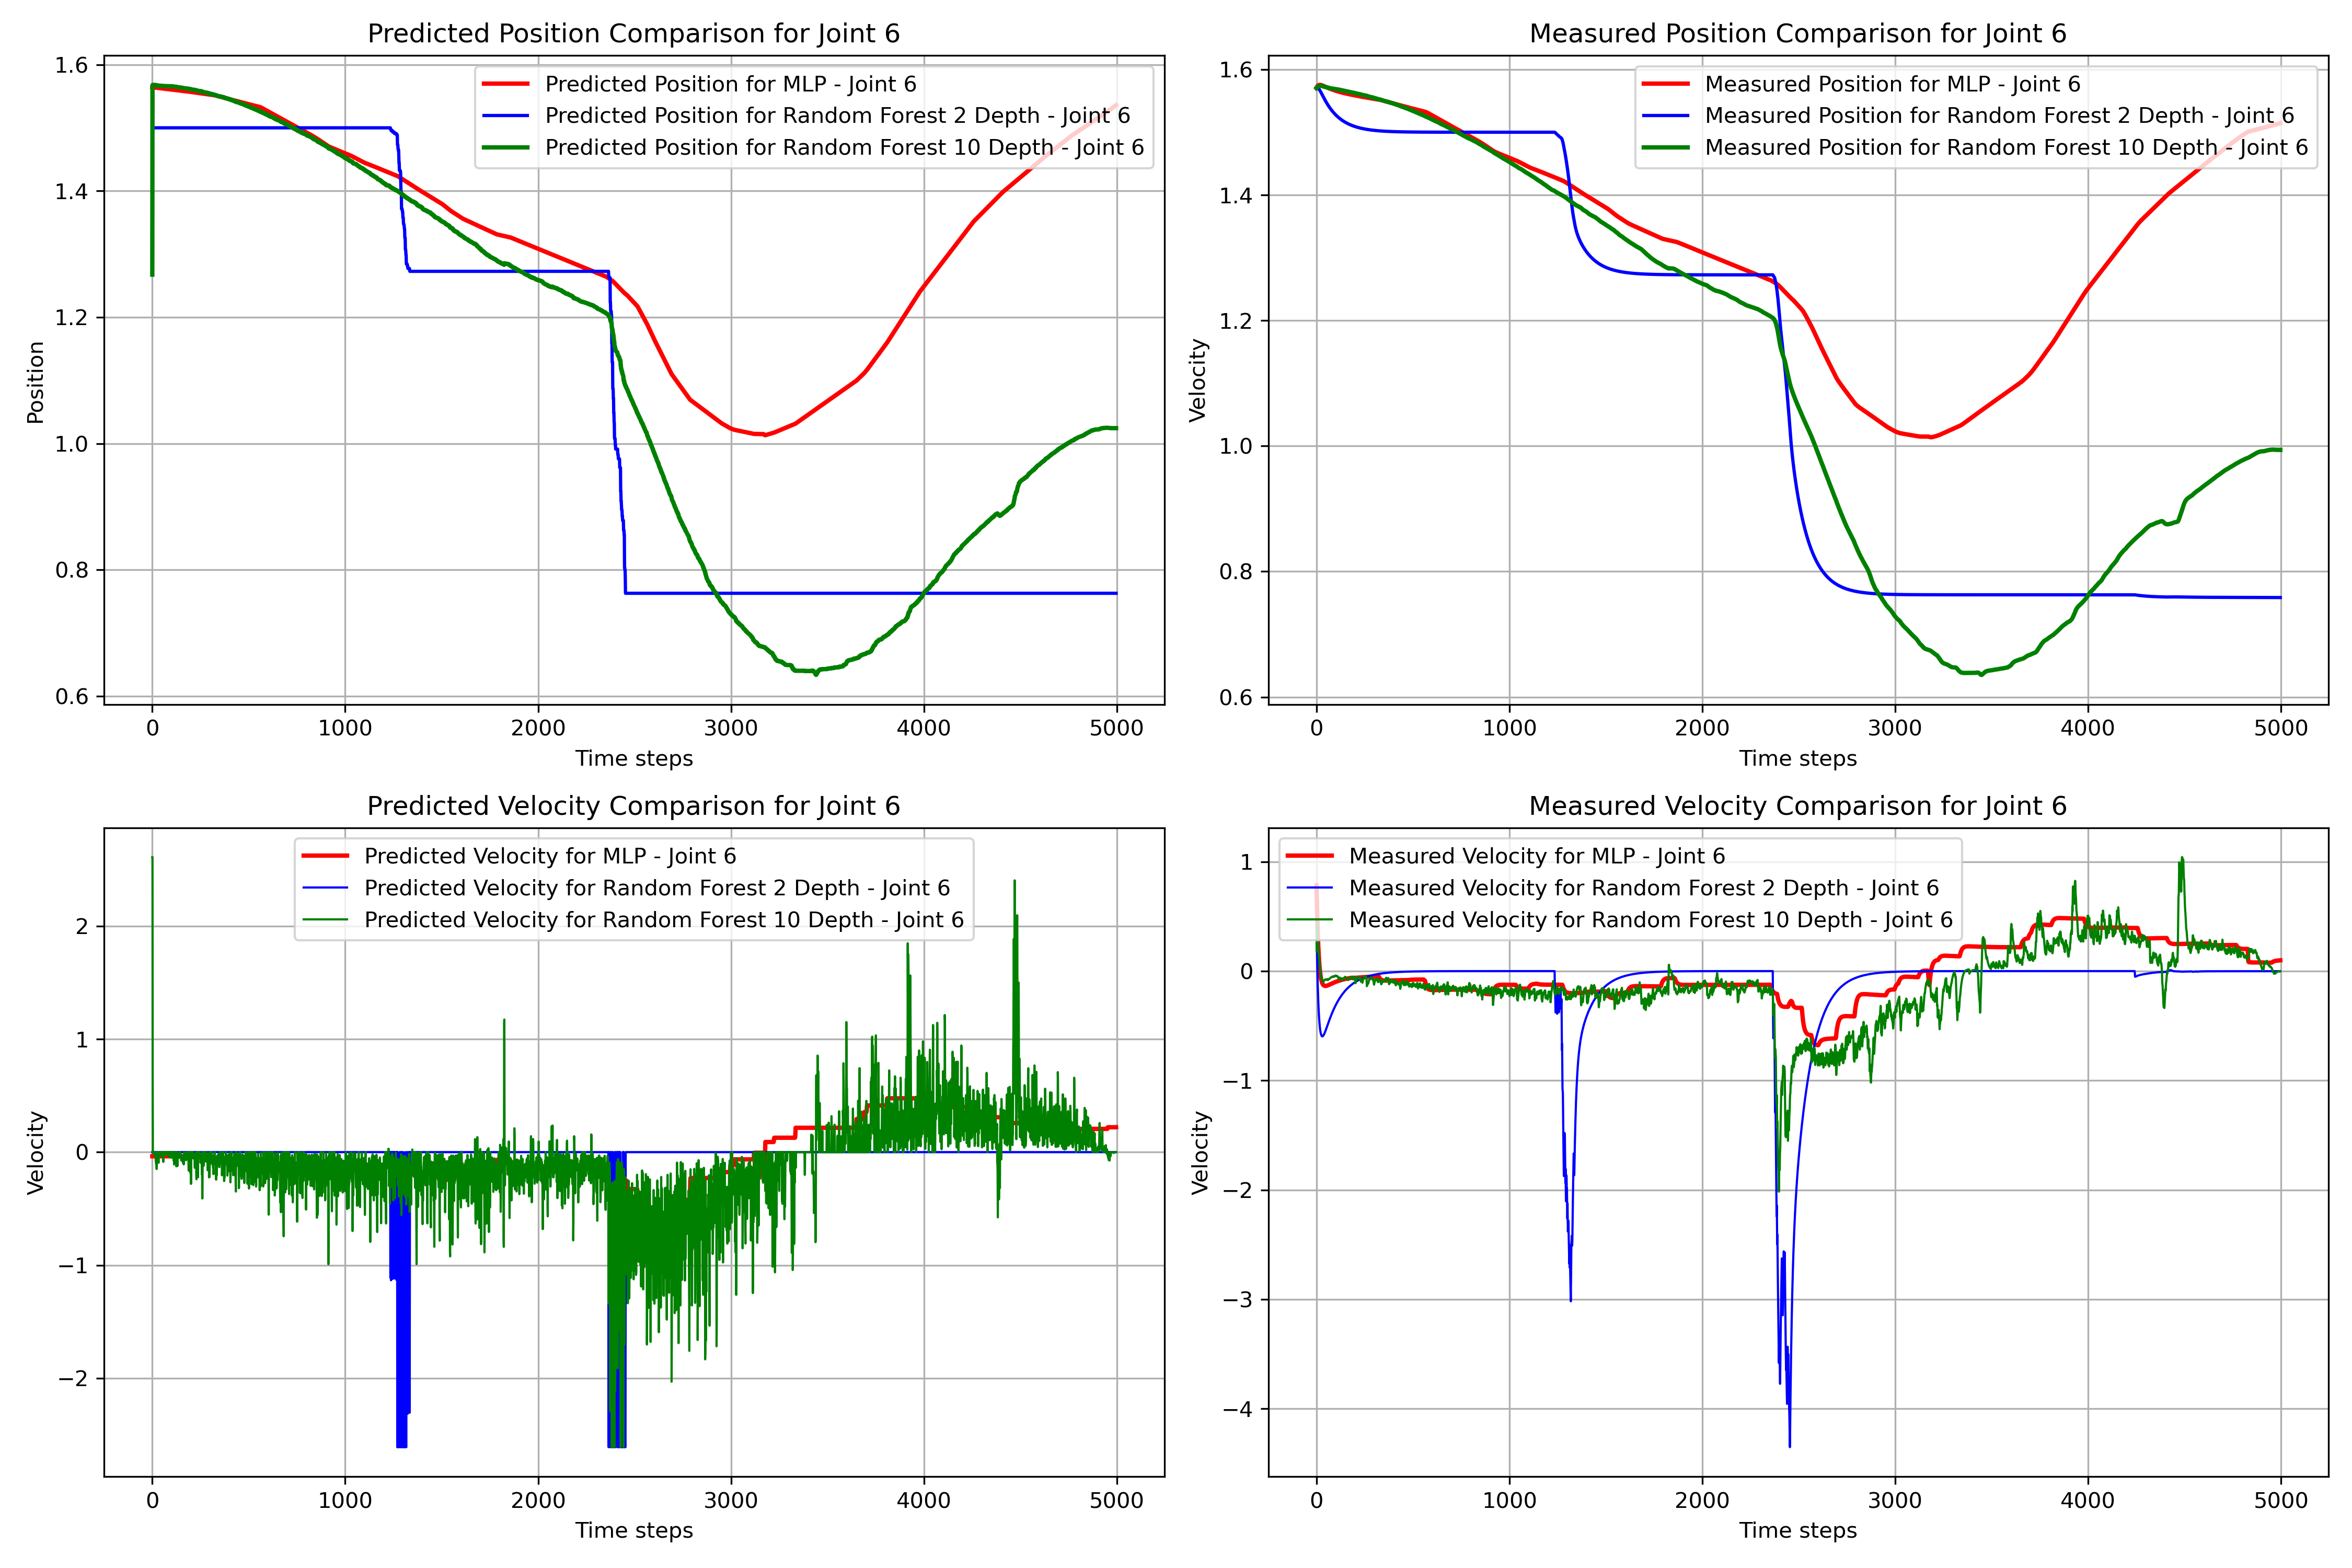 Predicted Position Comparison for Joint 6
Predicted Position for MLP - Joint 6
Predicted Position for Random Forest 2 Depth - Joint 6
Predicted Position for Random Forest 10 Depth - Joint 6
1.6
1.4
1.2
1.0
0.8
0.6
Position
0 1000 2000 3000 4000 5000
Time steps
Measured Position Comparison for Joint 6
Measured Position for MLP - Joint 6
Measured Position for Random Forest 2 Depth - Joint 6
Measured Position for Random Forest 10 Depth - Joint 6
1.6
1.4
1.2
1.0
0.8
0.6
Velocity
0 1000 2000 3000 4000 5000
Time steps
Predicted Velocity Comparison for Joint 6
Predicted Velocity for MLP - Joint 6
Predicted Velocity for Random Forest 2 Depth - Joint 6
Predicted Velocity for Random Forest 10 Depth - Joint 6
2
1
0
−1
−2
Velocity
0 1000 2000 3000 4000 5000
Time steps
Measured Velocity Comparison for Joint 6
Measured Velocity for MLP - Joint 6
Measured Velocity for Random Forest 2 Depth - Joint 6
Measured Velocity for Random Forest 10 Depth - Joint 6
1
0
−1
−2
−3
−4
Velocity
0 1000 2000 3000 4000 5000
Time steps